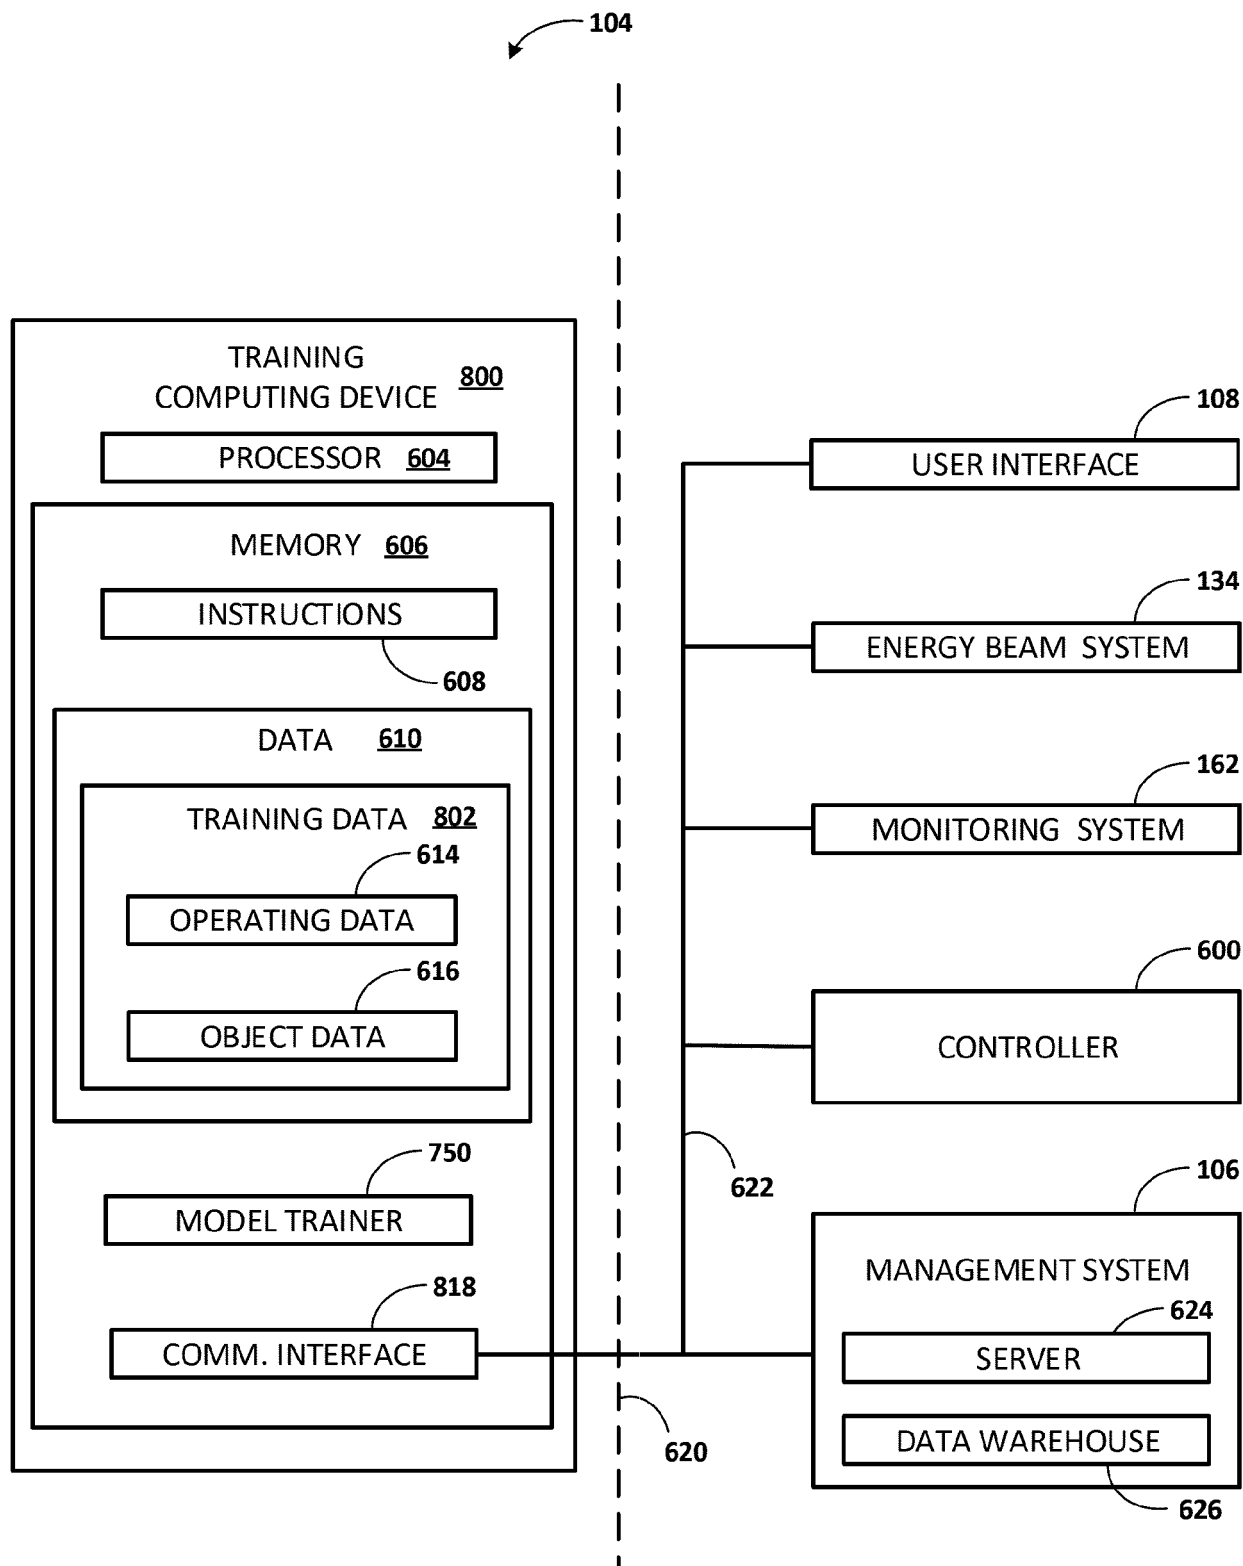 104
TRAINING
COMPUTING DEVICE 800
PROCESSOR 604
MEMORY 606
INSTRUCTIONS
608
DATA 610
TRAINING DATA 802
614
OPERATING DATA
616
OBJECT DATA
750
MODEL TRAINER
818
COMM. INTERFACE
620
622
108
USER INTERFACE
134
ENERGY BEAM SYSTEM
162
MONITORING SYSTEM
600
CONTROLLER
106
MANAGEMENT SYSTEM
624
SERVER
DATA WAREHOUSE
626